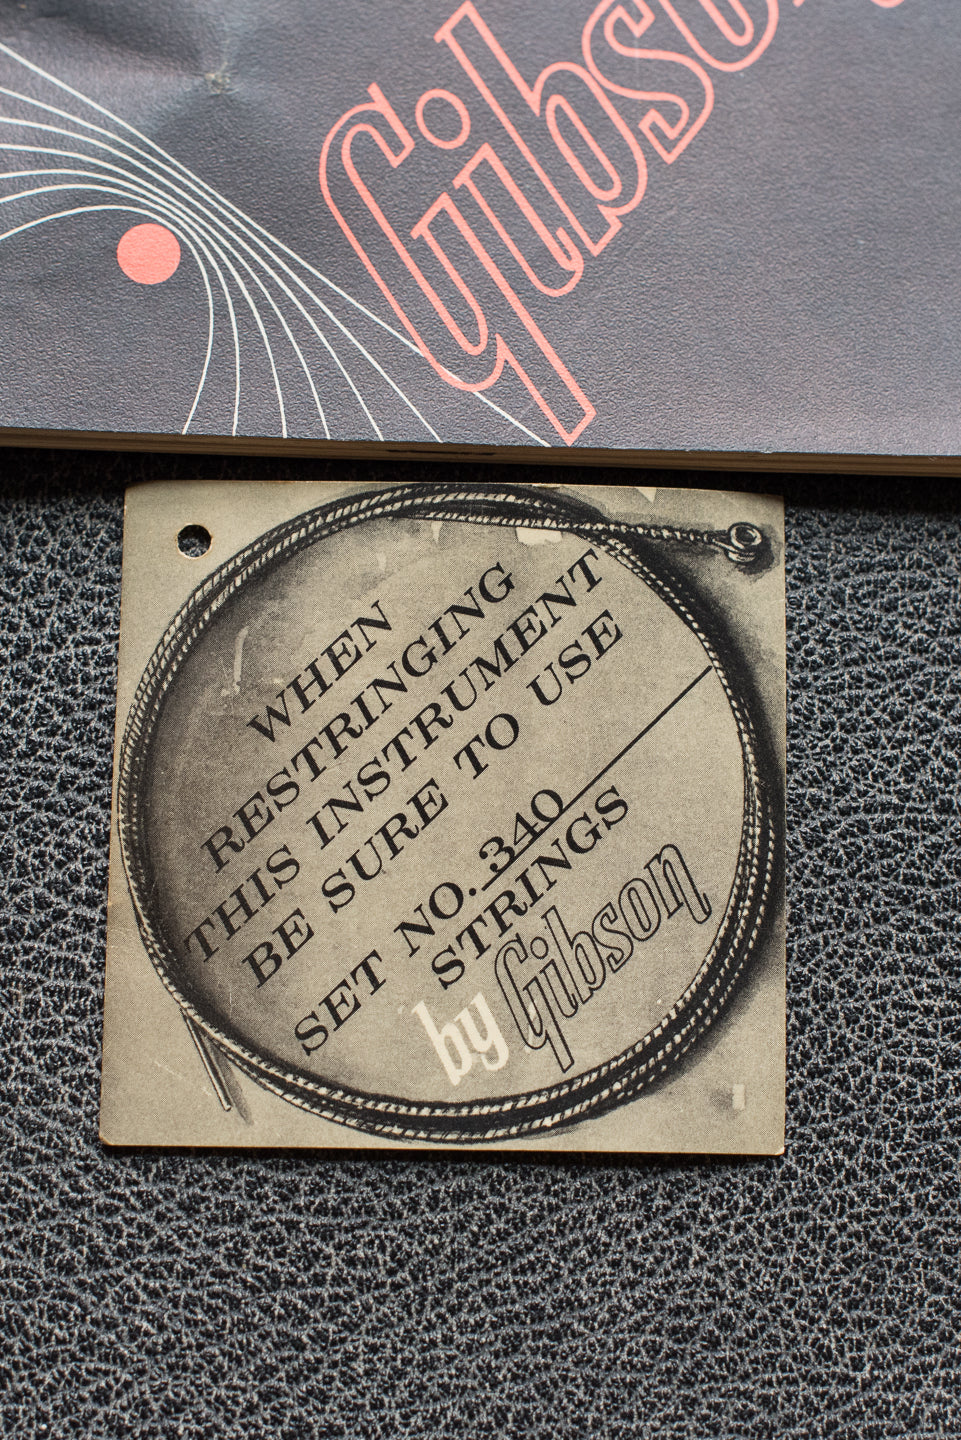 Gibson
WHEN
RESTRINGING
THIS INSTRUMENT
BE SURE TO USE
SET NO. 340
STRINGS
by Gibson